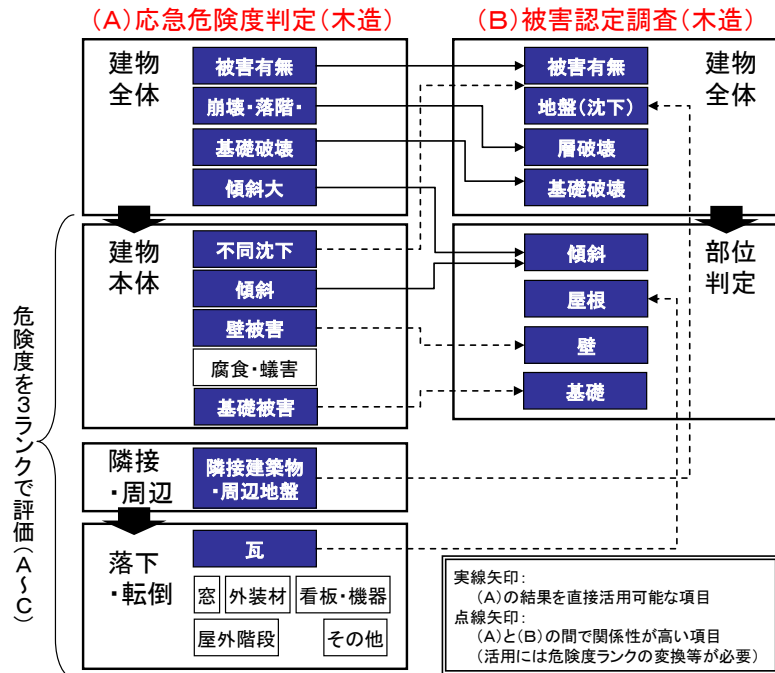 (A)応急危険度判定(木造)
建物
全体
被害有無
崩壊・落階・
基礎破壊
傾斜大
建物
本体
不同沈下
傾斜
壁被害
腐食・蟻害
基礎被害
隣接
・周辺
隣接建築物
・周辺地盤
落下
・転倒
瓦
窓
外装材
看板・機器
屋外階段
その他
危険度を3ランクで評価(A~C)
(B)被害認定調査(木造)
被害有無
地盤(沈下)
層破壊
基礎破壊
建物
全体
傾斜
屋根
壁
基礎
部位
判定
実線矢印:
(A)の結果を直接活用可能な項目
点線矢印:
(A)と(B)の間で関係性が高い項目
(活用には危険度ランクの変換等が必要)